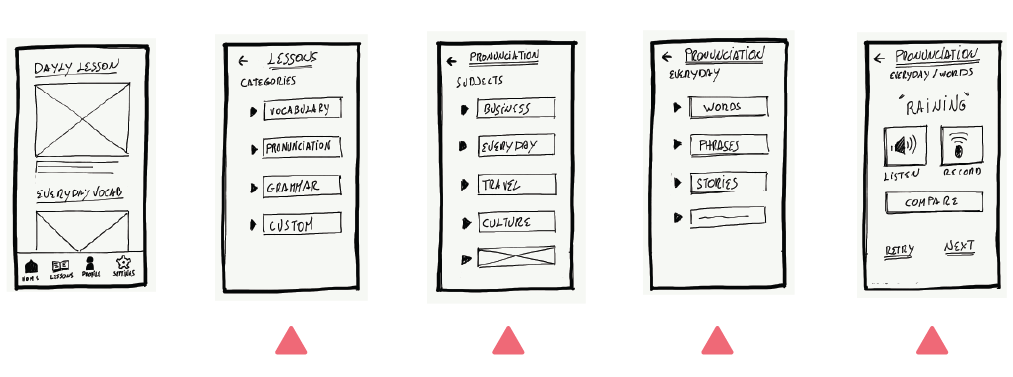 DAYLY LESSON
EVERYDAY VOCAB
HOME LESSONS PROFILE SETTINGS
← LESSONS
CATEGORIES
VOCABULARY
PRONUNCIATION
GRAMMAR
CUSTOM
← PRONUNCIATION
SUBJECTS
BUSINESS
EVERYDAY
TRAVEL
CULTURE
← PRONUNCIATION
EVERYDAY
WORDS
PHRASES
STORIES
← PRONUNCIATION
EVERYDAY/WORDS
"RAINING"
LISTEN RECORD
COMPARE
RETRY NEXT